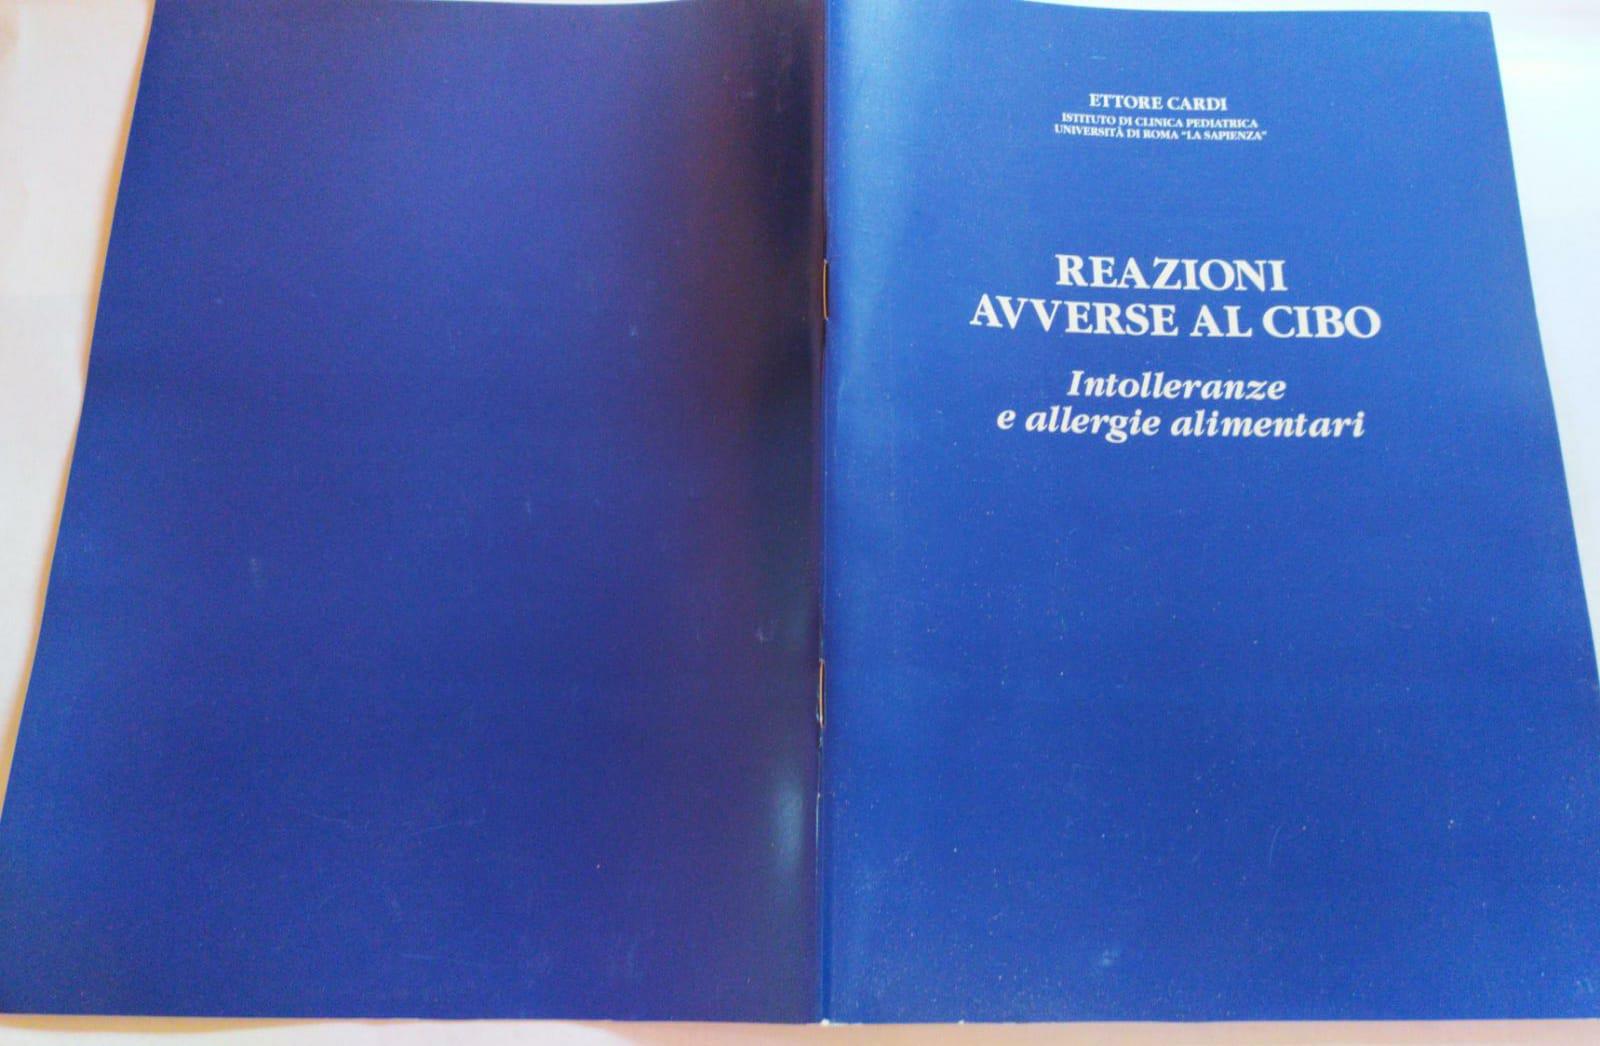 ETTORE CARDI
ISTITUTO DI CLINICA PEDIATRICA
UNIVERSITÀ DI ROMA "LA SAPIENZA"
REAZIONI
AVVERSE AL CIBO
Intolleranze
e allergie alimentari